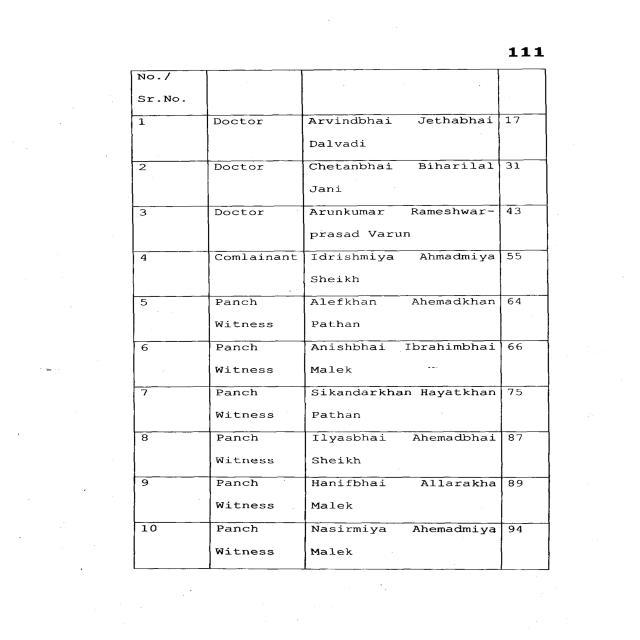 111
No./
Sr.No.
1 Doctor Arvindbhai Jethabhai 17
Dalvadi
2 Doctor Chetanbhai Biharilal 31
Jani
3 Doctor Arunkumar Rameshwar- 43
prasad Varun
4 Comlainant Idrishmiya Ahmadmiya 55
Sheikh
5 Panch Alefkhan Ahemadkhan 64
Witness Pathan
6 Panch Anishbhai Ibrahimbhai 66
Witness Malek
7 Panch Sikandarkhan Hayatkhan 75
Witness Pathan
8 Panch Ilyasbhai Ahemadbhai 87
Witness Sheikh
9 Panch Hanifbhai Allarakha 89
Witness Malek
10 Panch Nasirmiya Ahemadmiya 94
Witness Malek